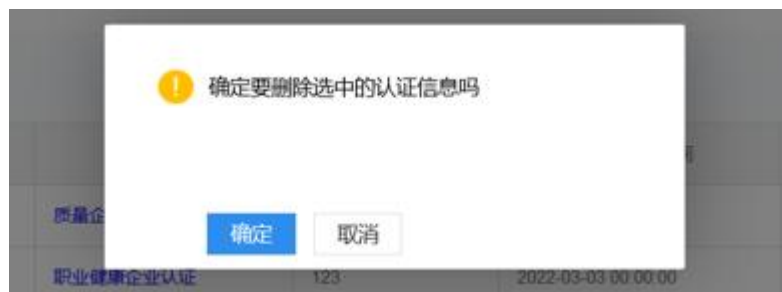 确定要删除选中的认证信息吗
质量企
确定
取消
职业健康企业认证
123
2022-03-03 00:00:00